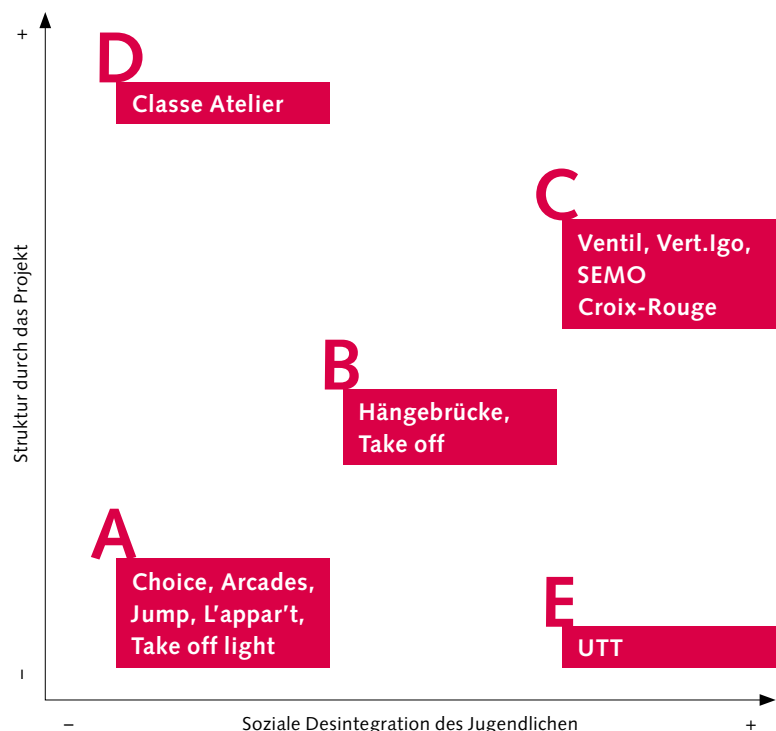 +
D
Classe Atelier
C
Ventil, Vert.Igo,
SEMO
Croix-Rouge
Struktur durch das Projekt
B
Hängebrücke,
Take off
A
Choice, Arcades,
Jump, L’appar’t,
Take off light
E
UTT
–
–
Soziale Desintegration des Jugendlichen
+